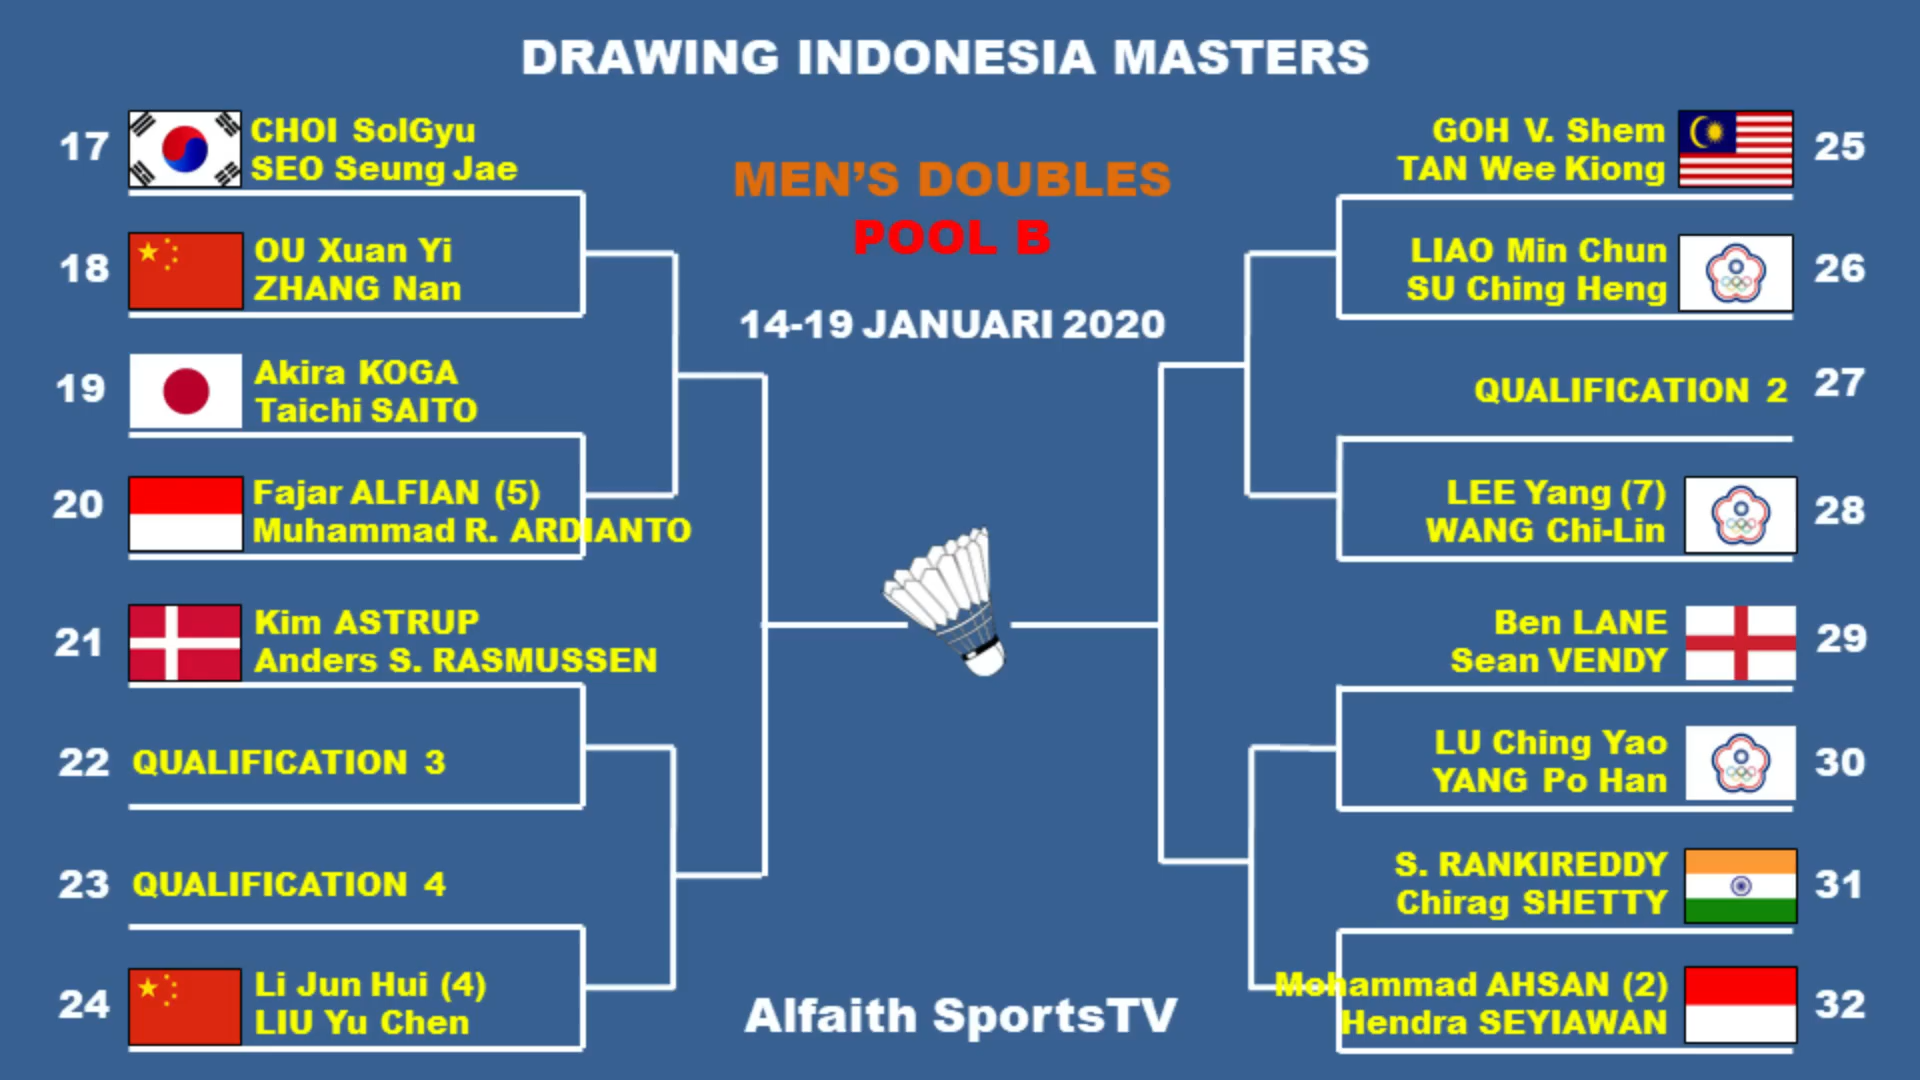 DRAWING INDONESIA MASTERS
MEN'S DOUBLES
POOL B
14-19 JANUARI 2020
17
CHOI SolGyu
SEO Seung Jae
18
OU Xuan Yi
ZHANG Nan
19
Akira KOGA
Taichi SAITO
20
Fajar ALFIAN (5)
Muhammad R. ARDIANTO
21
Kim ASTRUP
Anders S. RASMUSSEN
22
QUALIFICATION 3
23
QUALIFICATION 4
24
Li Jun Hui (4)
LIU Yu Chen
GOH V. Shem
TAN Wee Kiong
25
LIAO Min Chun
SU Ching Heng
26
QUALIFICATION 2
27
LEE Yang (7)
WANG Chi-Lin
28
Ben LANE
Sean VENDY
29
LU Ching Yao
YANG Po Han
30
S. RANKIREDDY
Chirag SHETTY
31
Mohammad AHSAN (2)
Hendra SEYIAWAN
32
Alfaith SportsTV